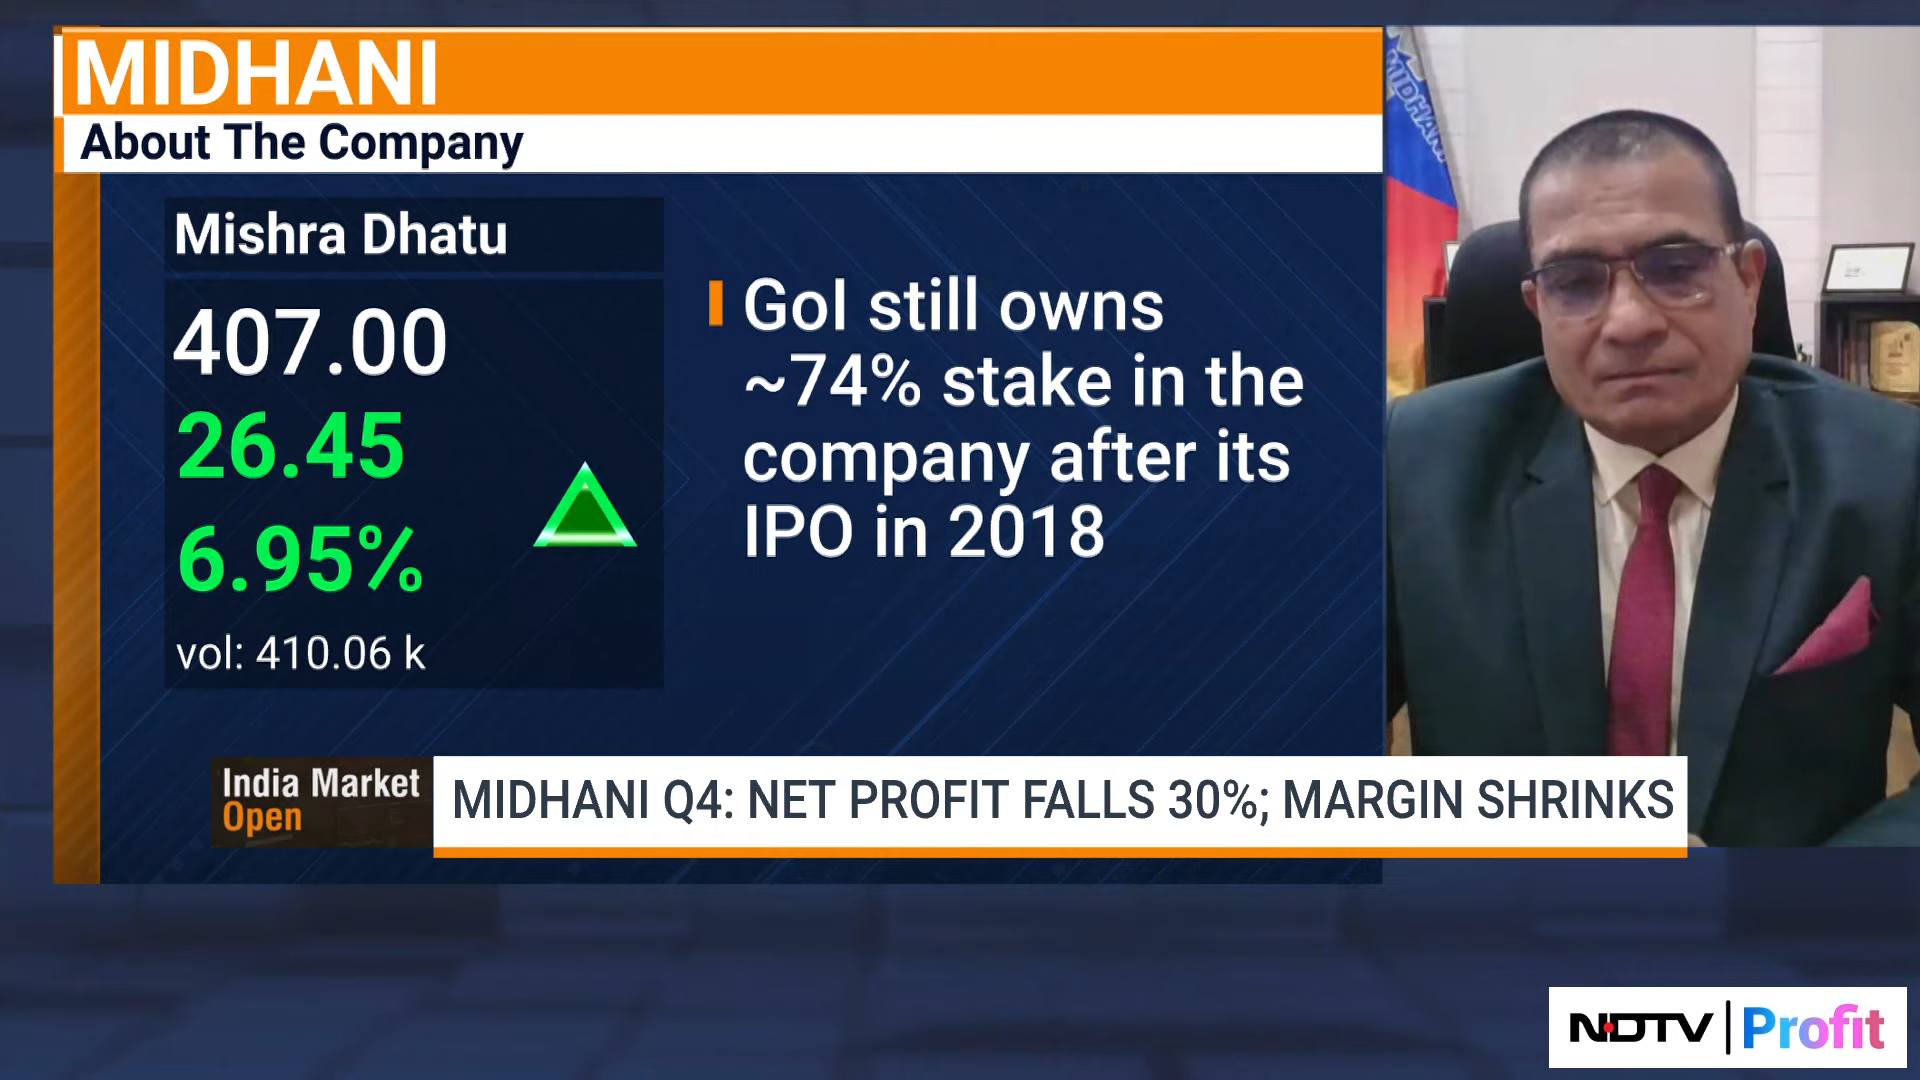 MIDHANI
About The Company
Mishra Dhatu
407.00
26.45
6.95%
vol: 410.06 k
GoI still owns
~74% stake in the
company after its
IPO in 2018
MIDHANI
India Market
Open
MIDHANI Q4: NET PROFIT FALLS 30%; MARGIN SHRINKS
NDTV Profit